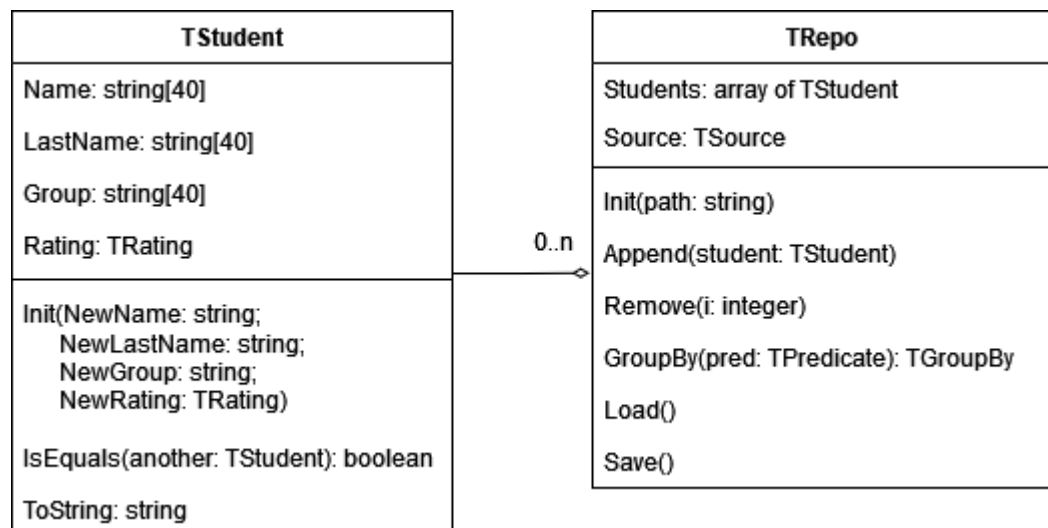 TStudent
Name: string[40]
LastName: string[40]
Group: string[40]
Rating: TRating
Init(NewName: string;
NewLastName: string;
NewGroup: string;
NewRating: TRating)
IsEquals(another: TStudent): boolean
ToString: string
0..n
TRepo
Students: array of TStudent
Source: TSource
Init(path: string)
Append(student: TStudent)
Remove(i: integer)
GroupBy(pred: TPredicate): TGroupBy
Load()
Save()